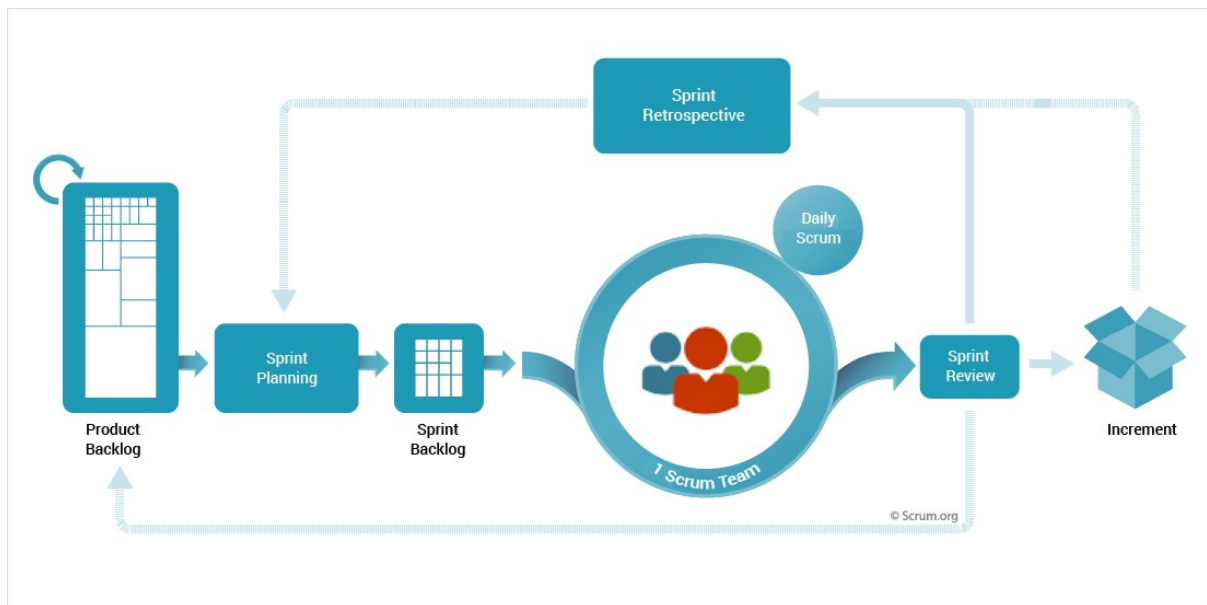 Sprint
Retrospective
Daily
Scrum
Sprint
Planning
Sprint
Review
Product
Backlog
Sprint
Backlog
1 Scrum Team
Increment
© Scrum.org